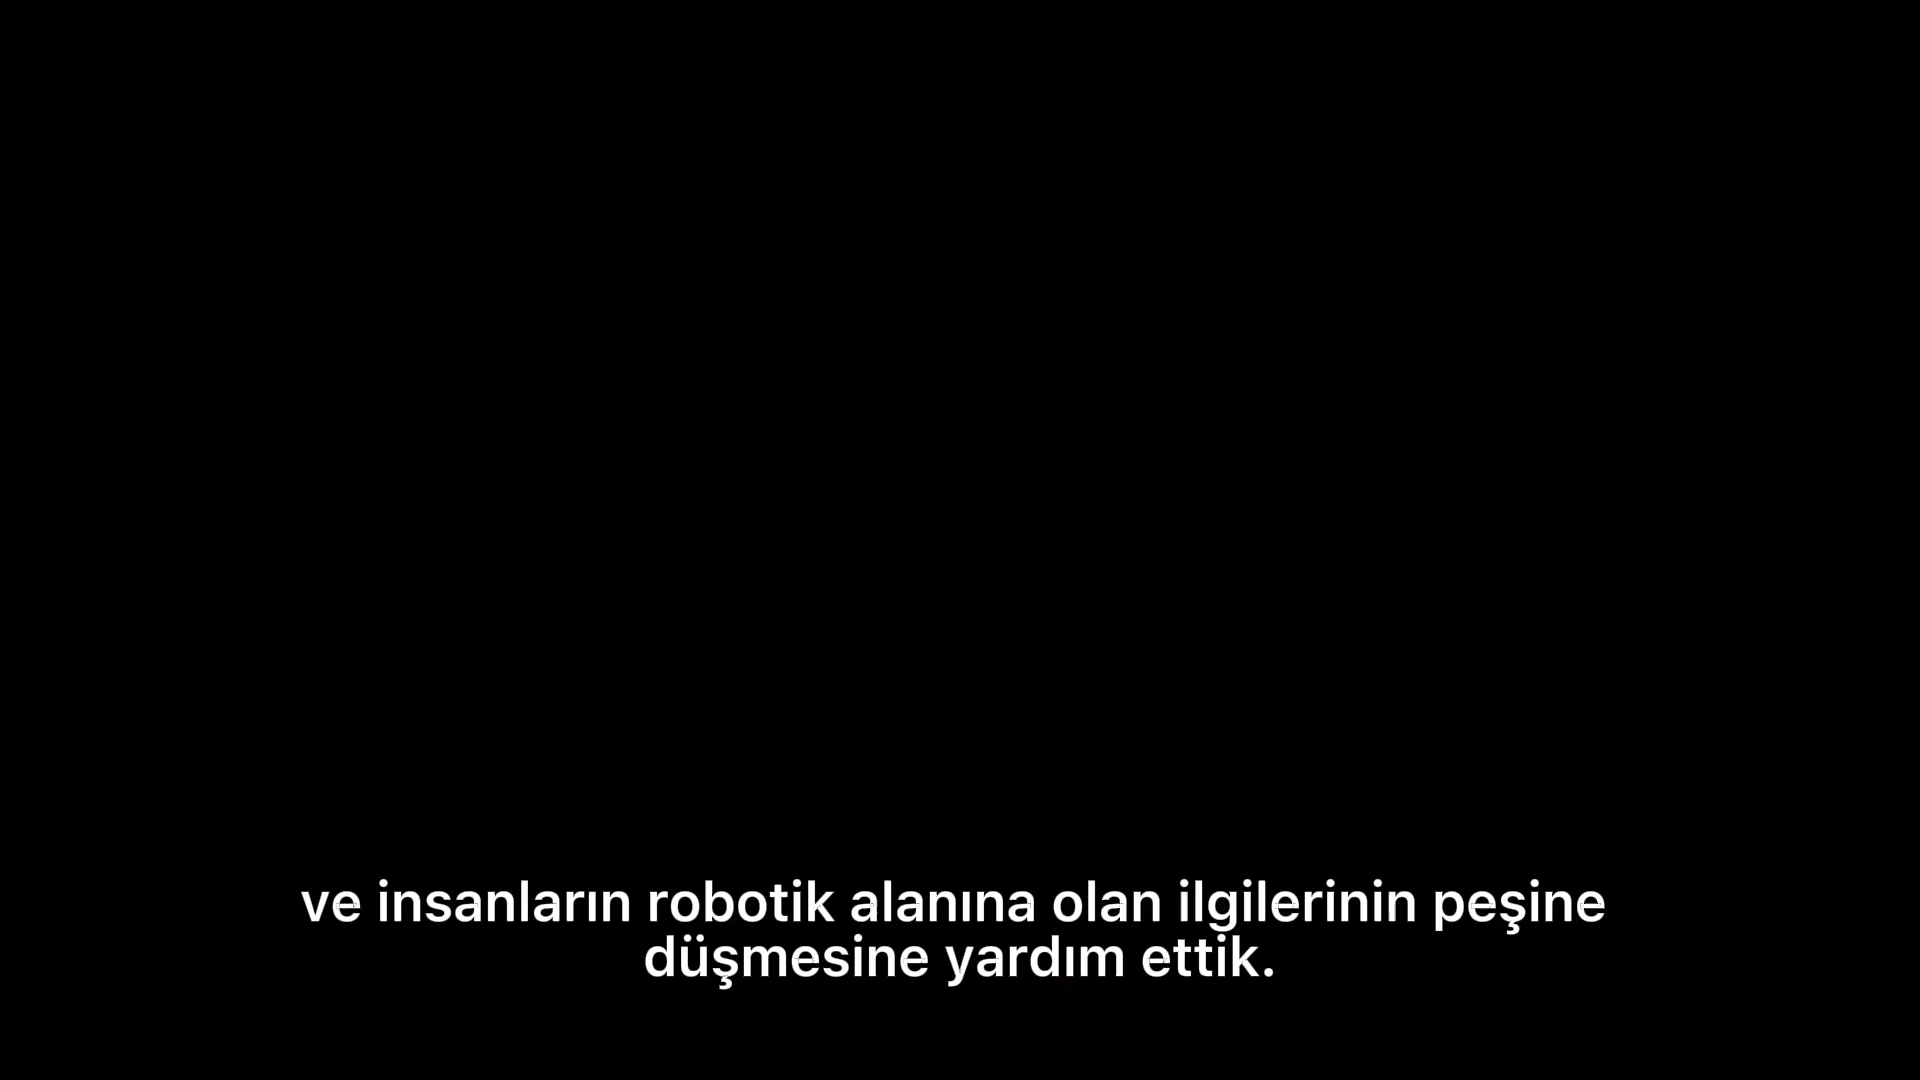 ve insanların robotik alanına olan ilgilerinin peşine
düşmesine yardım ettik.